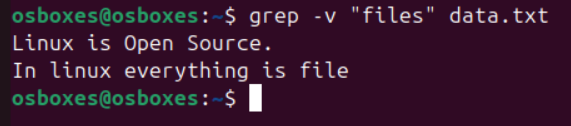 osboxes@osboxes:~$ grep -v "files" data.txt
Linux is Open Source.
In linux everything is file
osboxes@osboxes:~$